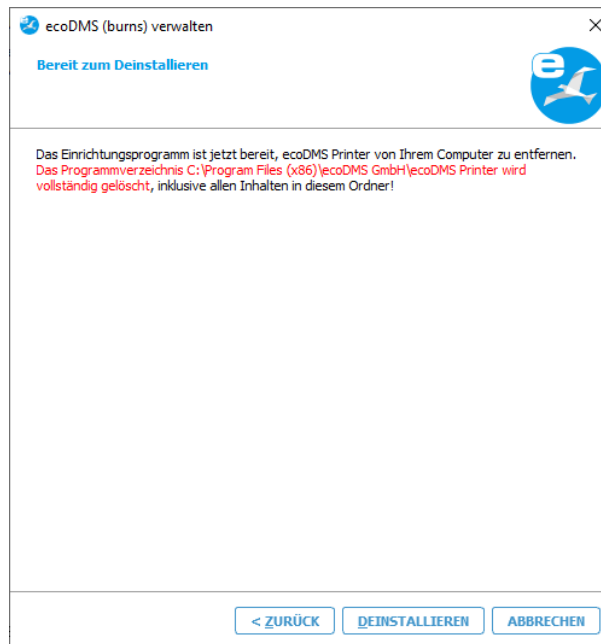 ecoDMS (burns) verwalten
Bereit zum Deinstallieren
e
Das Einrichtungsprogramm ist jetzt bereit, ecoDMS Printer von Ihrem Computer zu entfernen.
Das Programmverzeichnis C:\Program Files (x86)\ecoDMS GmbH\ecoDMS Printer wird
vollständig gelöscht, inklusive allen Inhalten in diesem Ordner!
< ZURÜCK
DEINSTALLIEREN
ABBRECHEN